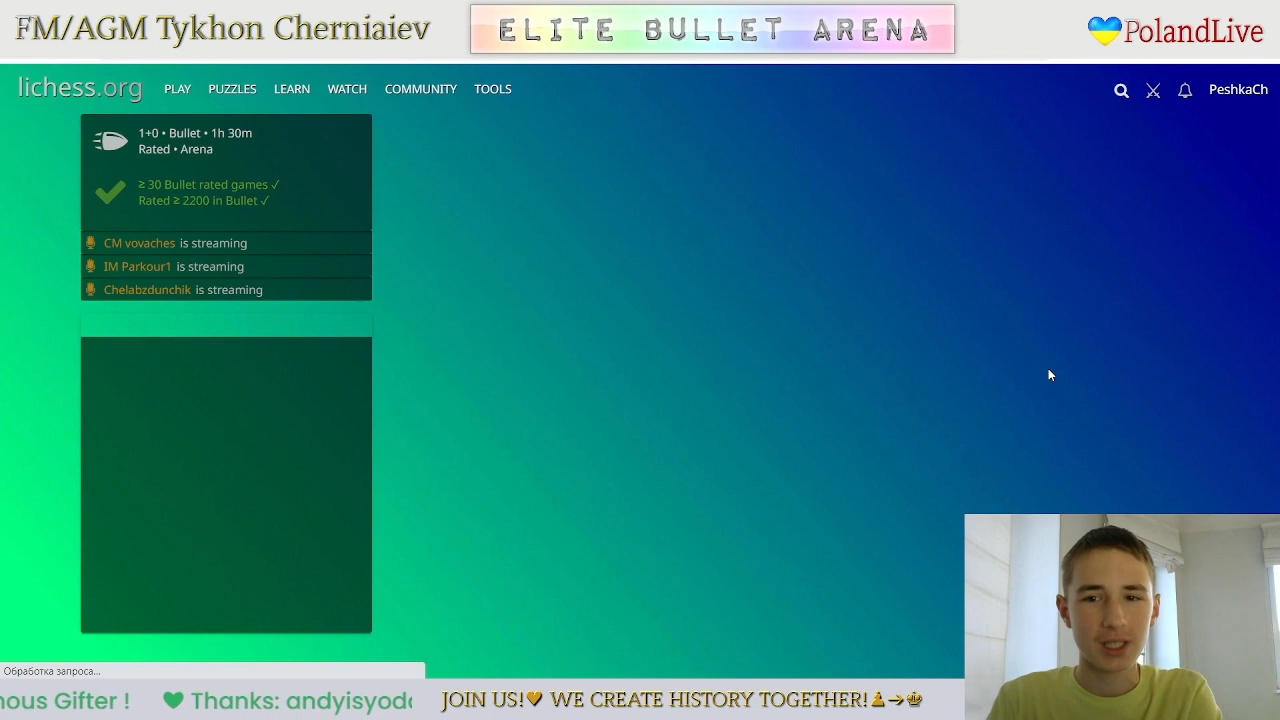 FM/AGM Tykhon Cherniaiev
ELITE BULLET ARENA
PolandLive
lichess.org PLAY PUZZLES LEARN WATCH COMMUNITY TOOLS PeshkaCh
1+0 • Bullet • 1h 30m
Rated • Arena
≥ 30 Bullet rated games ✓
Rated ≥ 2200 in Bullet ✓
CM vovaches is streaming
IM Parkour1 is streaming
Chelabzdunchik is streaming
Обработка запроса...
Gifter ! Thanks:
JOIN US! WE CREATE HISTORY TOGETHER!